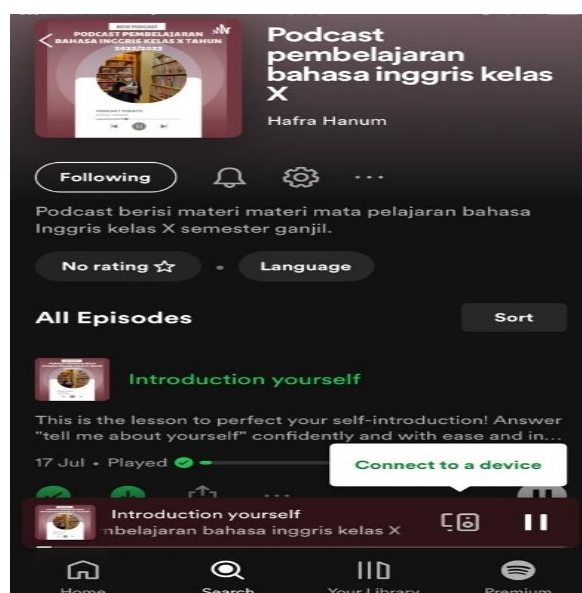 NEW PODCAST
PODCAST PEMBELAJARAN
BAHASA INGGRIS KELAS X TAHUN
2022/2023
Podcast
pembelajaran
bahasa inggris kelas
X
Hafra Hanum
Following
Podcast berisi materi materi mata pelajaran bahasa
Inggris kelas X semester ganjil.
No rating
Language
All Episodes
Sort
Introduction yourself
This is the lesson to perfect your self-introduction! Answer
"tell me about yourself" confidently and with ease and in...
17 Jul • Played
Connect to a device
Introduction yourself
mbelajaran bahasa inggris kelas X
Home
Search
Your Library
Premium